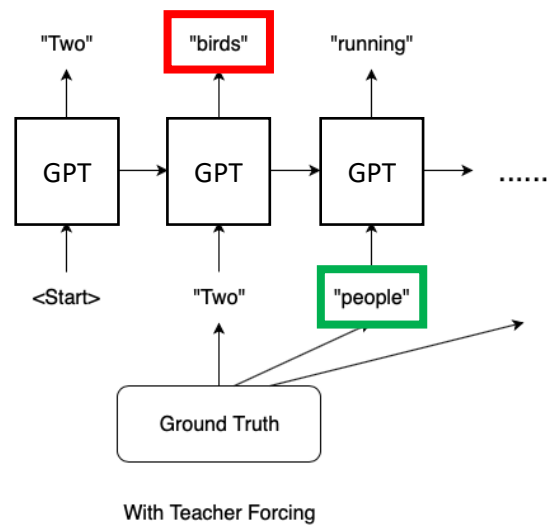 "Two" "birds" "running"
GPT GPT GPT ......
<Start> "Two" "people"
Ground Truth
With Teacher Forcing